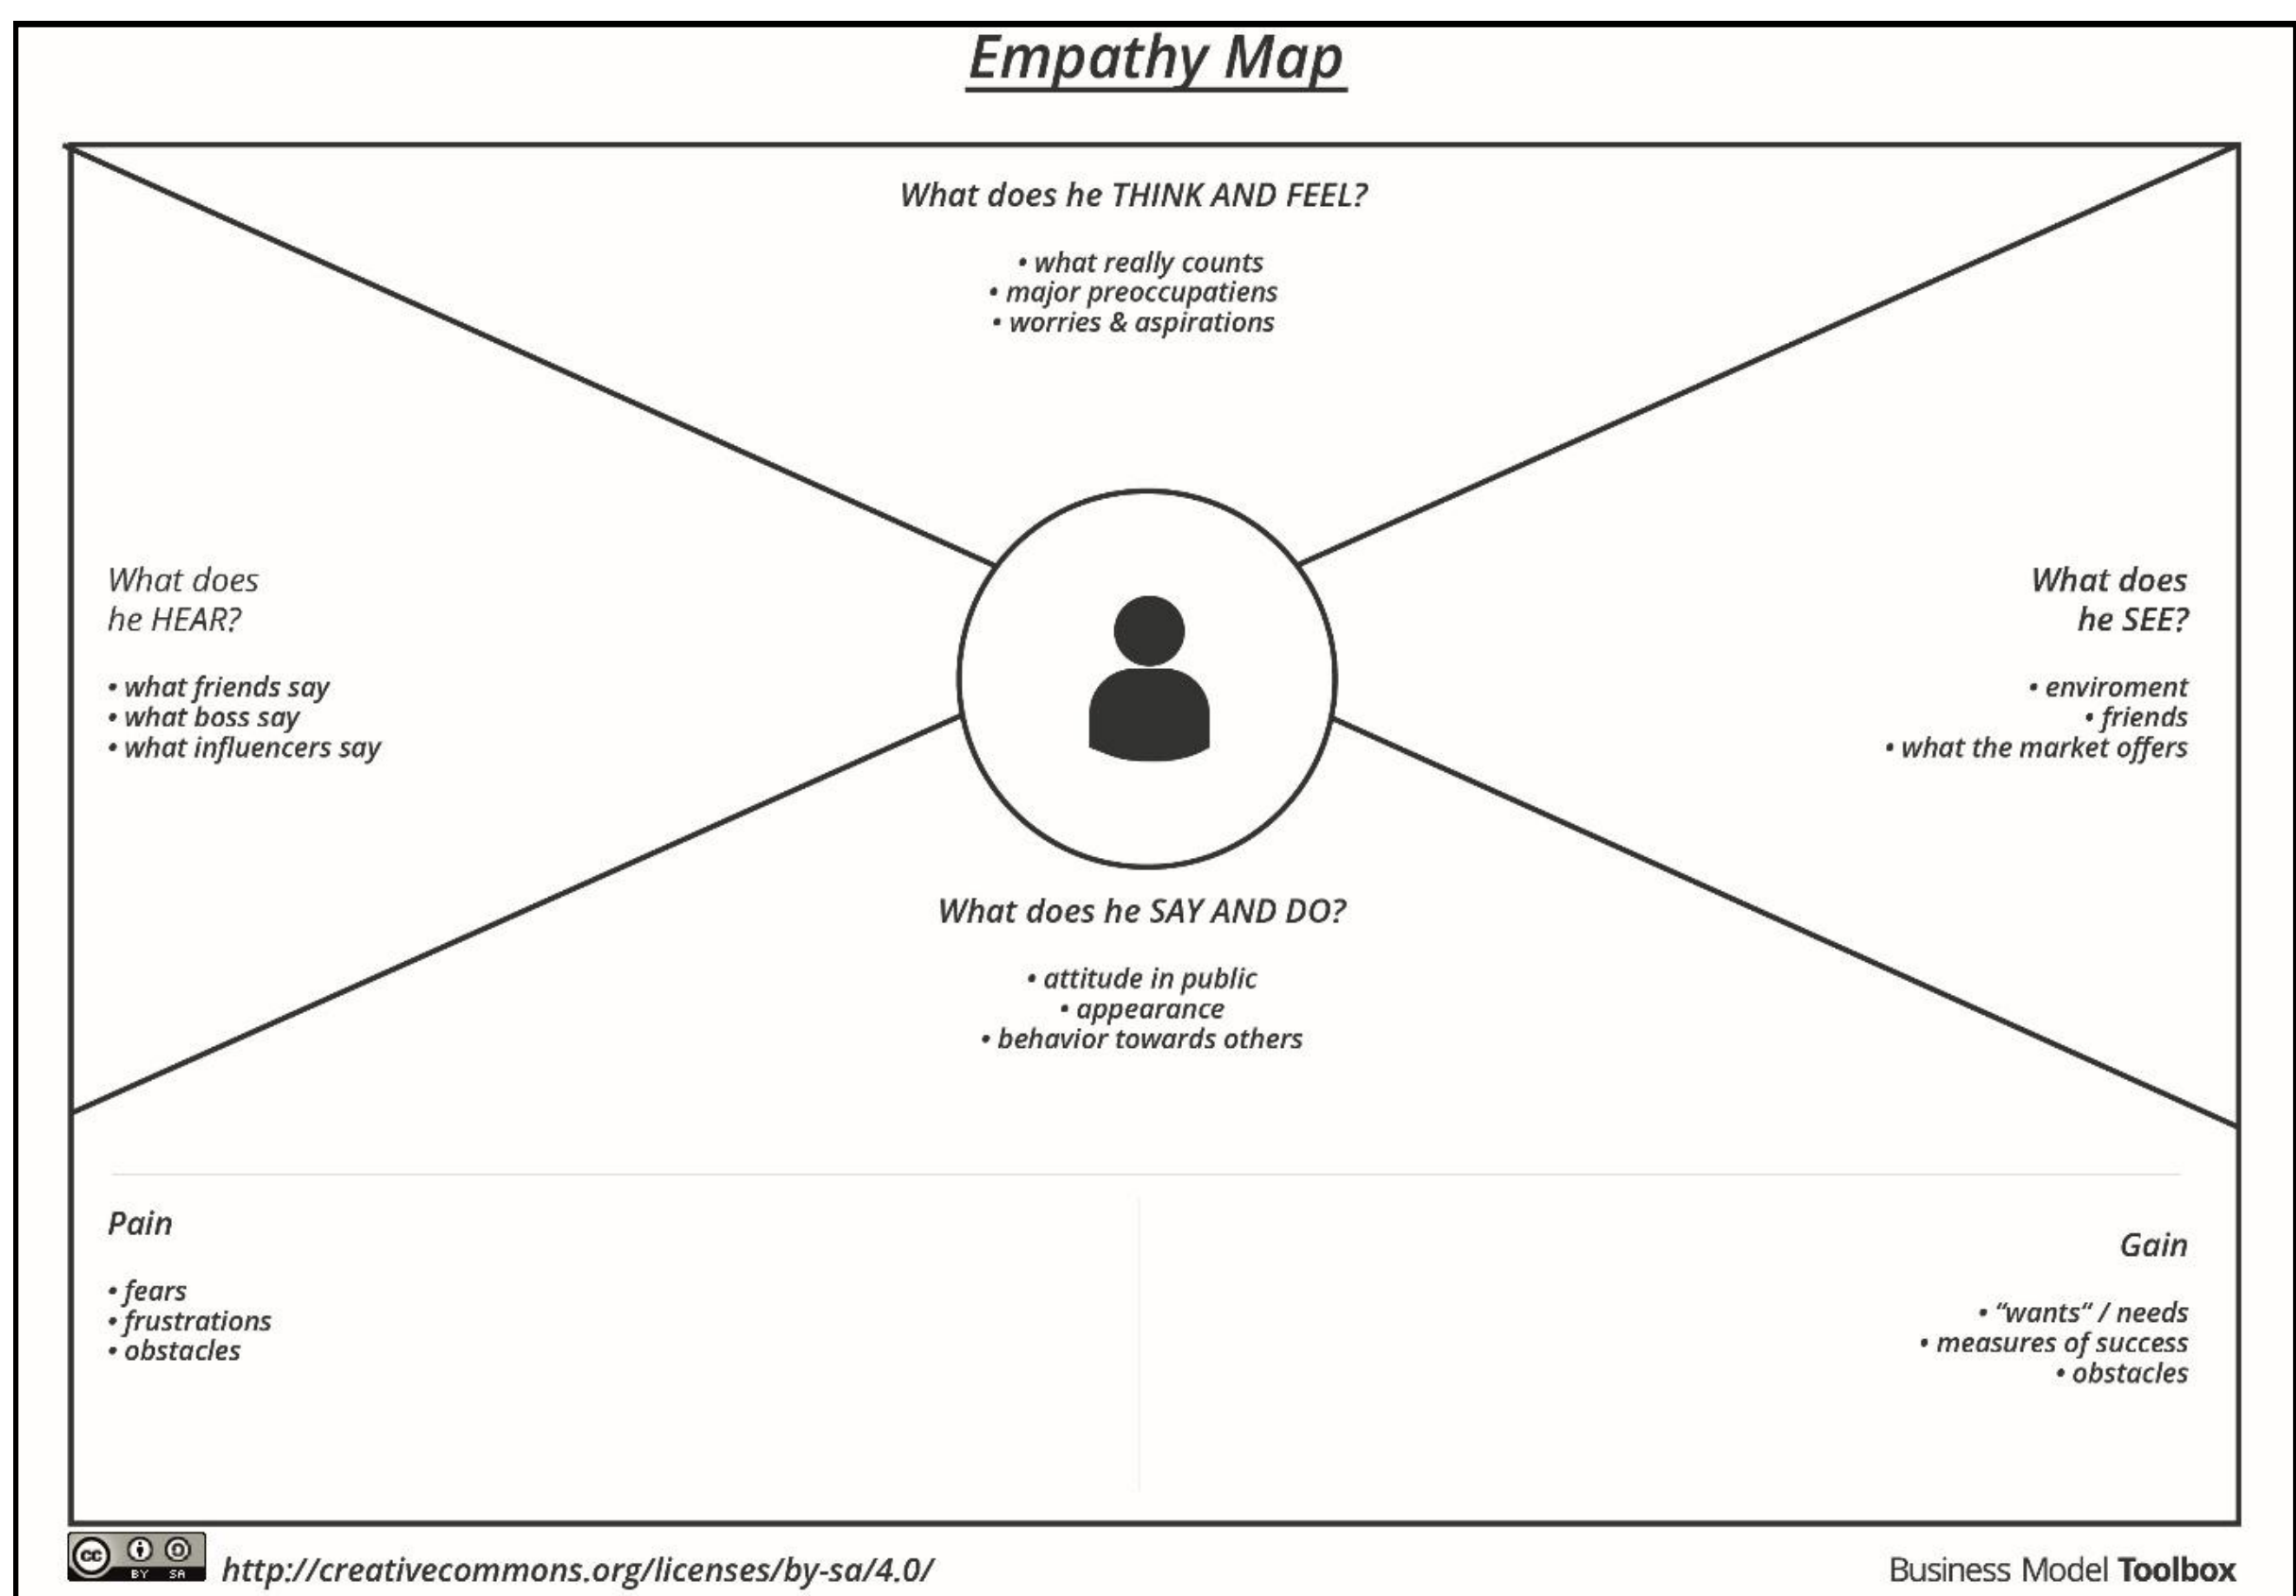 Empathy Map
What does he THINK AND FEEL?
• what really counts
• major preoccupatiens
• worries & aspirations
What does
he HEAR?
• what friends say
• what boss say
• what influencers say
What does
he SEE?
• enviroment
• friends
• what the market offers
What does he SAY AND DO?
• attitude in public
• appearance
• behavior towards others
Pain
• fears
• frustrations
• obstacles
Gain
• “wants“ / needs
• measures of success
• obstacles
cc BY SA
http://creativecommons.org/licenses/by-sa/4.0/
Business Model Toolbox